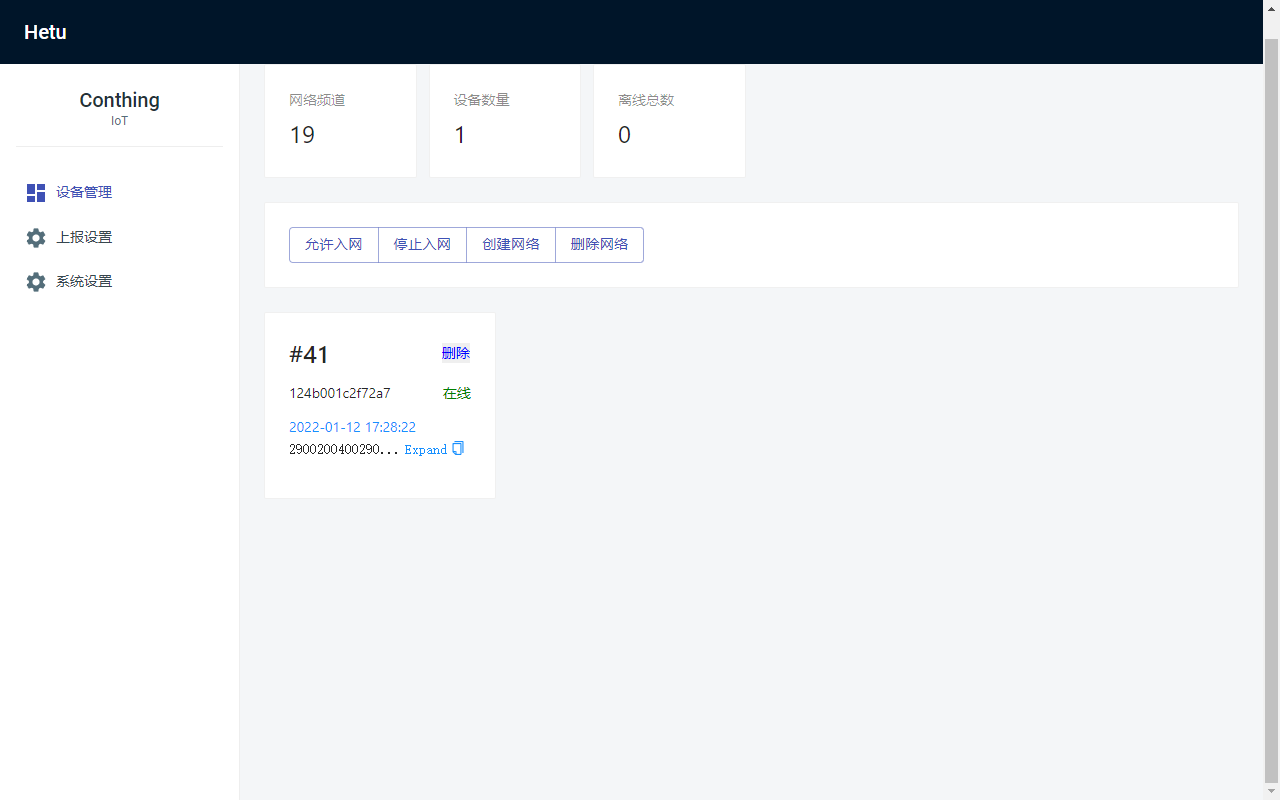 Hetu
Conthing
IoT
设备管理
上报设置
系统设置
网络频道
19
设备数量
1
离线总数
0
允许入网 停止入网 创建网络 删除网络
#41 删除
124b001c2f72a7 在线
2022-01-12 17:28:22
2900200400290... Expand